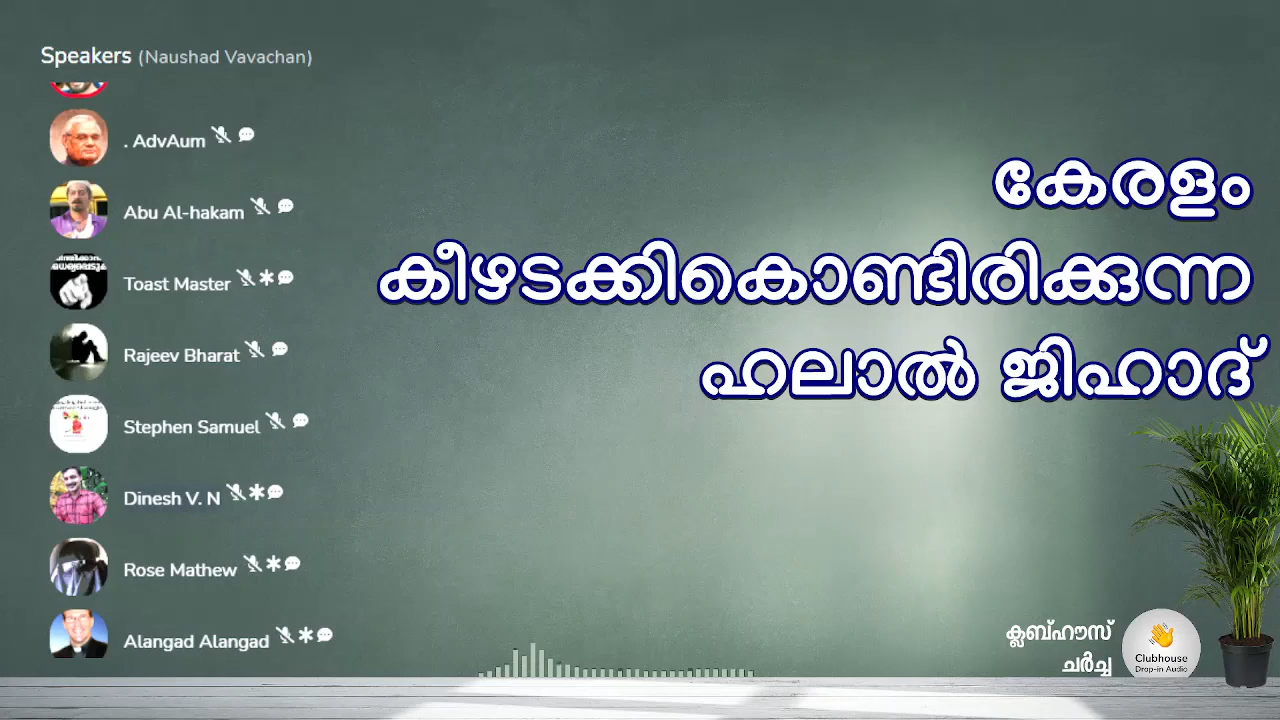 Speakers (Naushad Vavachan)
. AdvAum
Abu Al-hakam
Toast Master
Rajeev Bharat
Stephen Samuel
Dinesh V. N
Rose Mathew
Alangad Alangad
കേരളം
കീഴടക്കികൊണ്ടിരിക്കുന്ന
ഹലാൽ ജിഹാദ്
ക്ലബ്ഹൗസ്
ചർച്ച
Clubhouse
Drop-in Audio